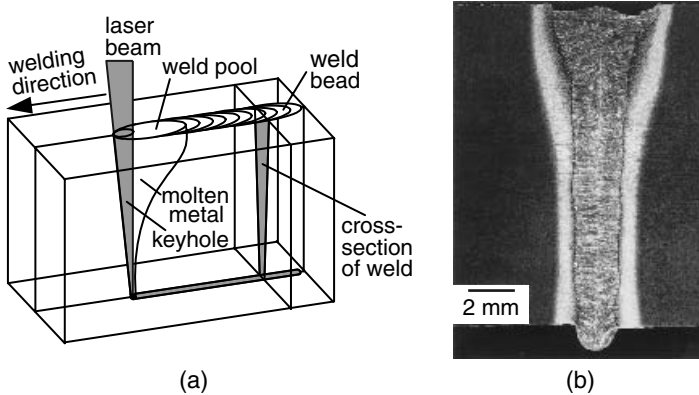 laser
beam
welding
direction
weld pool
weld
bead
molten
metal
keyhole
cross-
section
of weld
2 mm
(a)
(b)